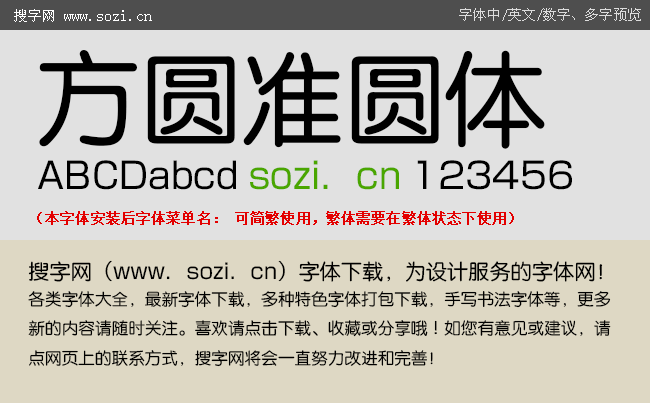 搜字网 www.sozi.cn
字体中/英文/数字、多字预览
方圆准圆体
ABCDabcd sozi. cn 123456
(本字体安装后字体菜单名： 可简繁使用，繁体需要在繁体状态下使用)
搜字网（www. sozi. cn）字体下载，为设计服务的字体网！
各类字体大全，最新字体下载，多种特色字体打包下载，手写书法字体等，更多
新的内容请随时关注。喜欢请点击下载、收藏或分享哦！如您有意见或建议，请
点网页上的联系方式，搜字网将会一直努力改进和完善！